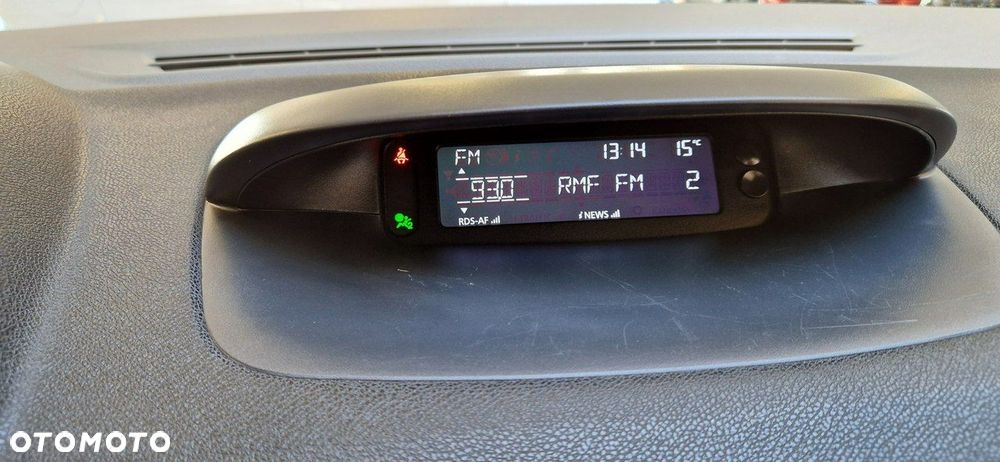 FM 13:14 15°C
93.0 RMF FM 2
RDS-AF NEWS
OTOMOTO